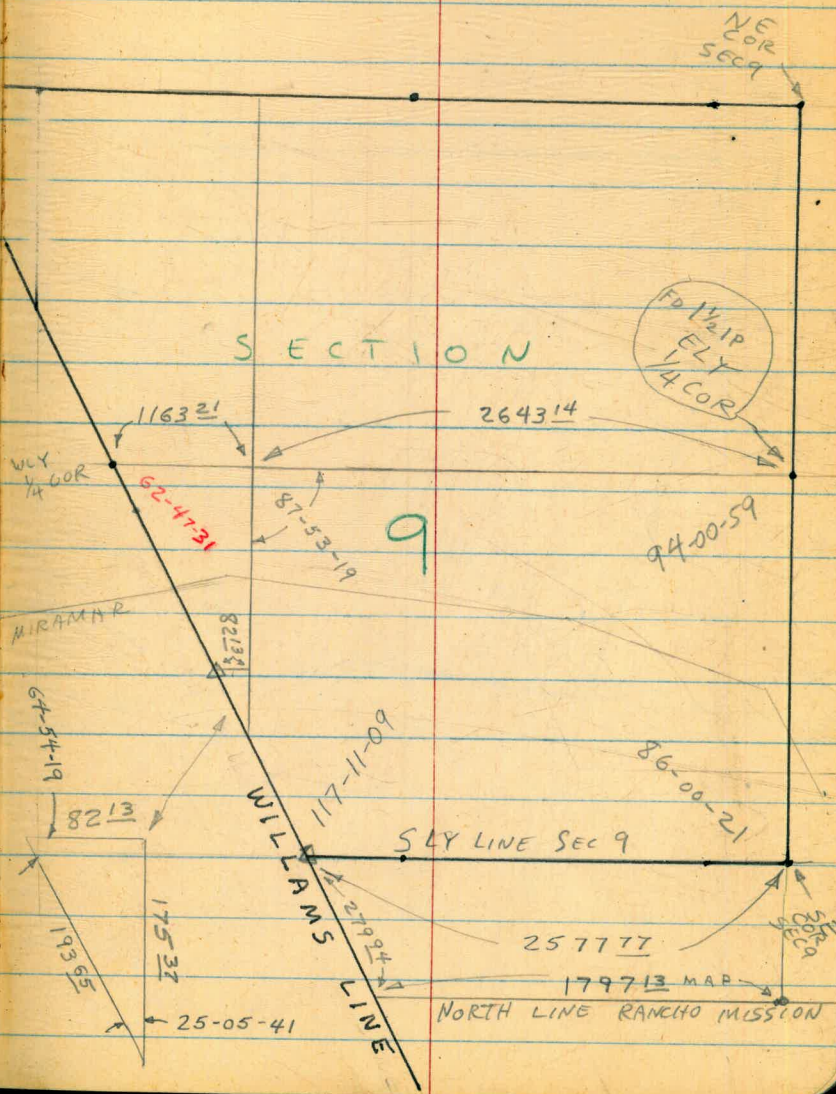 NE
COR
SEC 9
FD 1½ IP
ELY
1/4 COR
SECTION
1163 21
2643 14
WLY
1/4 COR
62-47-31
87-53-19
9
94-00-59
MIRAMAR
64-54-19
117-11-09
86-00-21
82 13
WILLAMS LINE
SLY LINE SEC 9
SE
COR
SEC 9
279 94
2577 77
193 65
175 37
1797 13 MAP
25-05-41
NORTH LINE RANCHO MISSION